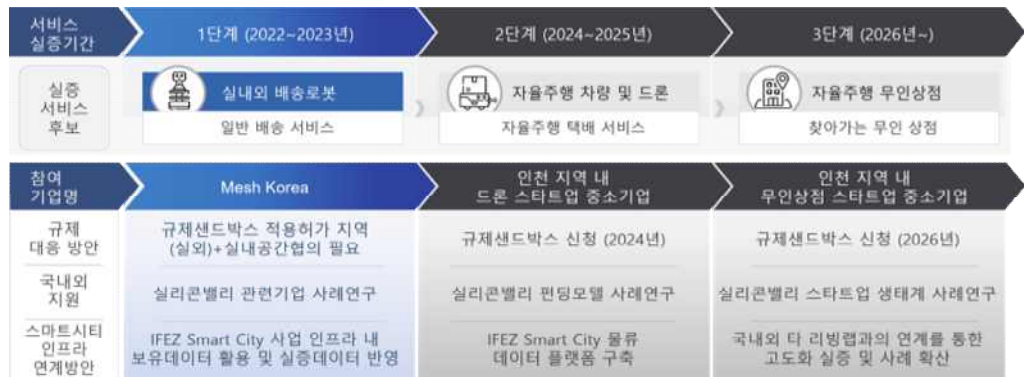 서비스
실증기간
1단계 (2022~2023년)
2단계 (2024~2025년)
3단계 (2026년~)
실증
서비스
후보
실내외 배송로봇
일반 배송 서비스
자율주행 차량 및 드론
자율주행 택배 서비스
자율주행 무인상점
찾아가는 무인 상점
참여
기업명
Mesh Korea
인천 지역 내
드론 스타트업 중소기업
인천 지역 내
무인상점 스타트업 중소기업
규제
대응 방안
규제샌드박스 적용허가 지역
(실외)+실내공간협의 필요
규제샌드박스 신청 (2024년)
규제샌드박스 신청 (2026년)
국내외
지원
실리콘밸리 관련기업 사례연구
실리콘밸리 펀딩모델 사례연구
실리콘밸리 스타트업 생태계 사례연구
스마트시티
인프라
연계방안
IFEZ Smart City 사업 인프라 내
보유데이터 활용 및 실증데이터 반영
IFEZ Smart City 물류
데이터 플랫폼 구축
국내외 타 리빙랩과의 연계를 통한
고도화 실증 및 사례 확산